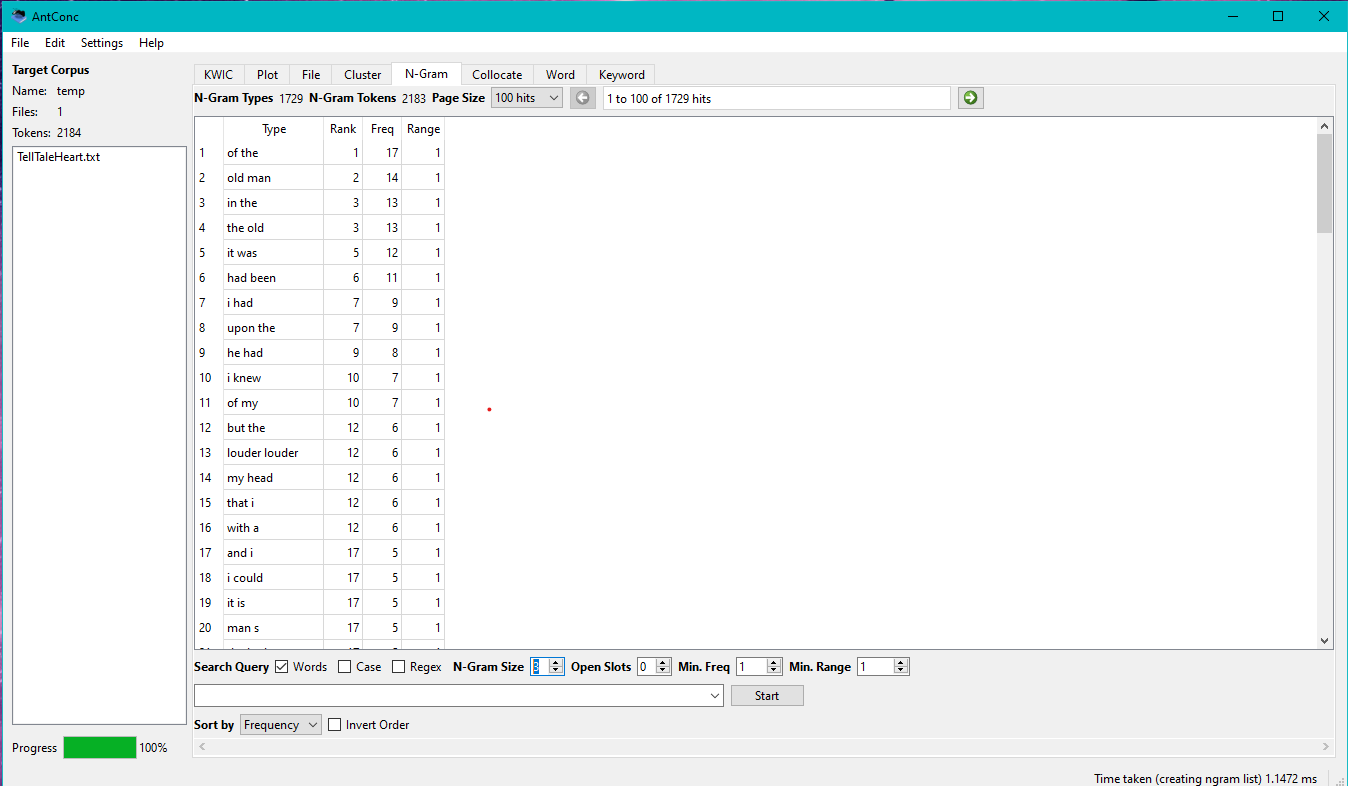 AntConc
File Edit Settings Help
Target Corpus
Name: temp
Files: 1
Tokens: 2184
TellTaleHeart.txt
Progress 100%
KWIC Plot File Cluster N-Gram Collocate Word Keyword
N-Gram Types 1729 N-Gram Tokens 2183 Page Size 100 hits 1 to 100 of 1729 hits
Type Rank Freq Range
1 of the 1 17 1
2 old man 2 14 1
3 in the 3 13 1
4 the old 3 13 1
5 it was 5 12 1
6 had been 6 11 1
7 i had 7 9 1
8 upon the 7 9 1
9 he had 9 8 1
10 i knew 10 7 1
11 of my 10 7 1
12 but the 12 6 1
13 louder louder 12 6 1
14 my head 12 6 1
15 that i 12 6 1
16 with a 12 6 1
17 and i 17 5 1
18 i could 17 5 1
19 it is 17 5 1
20 man s 17 5 1
Search Query Words Case Regex N-Gram Size 3 Open Slots 0 Min. Freq 1 Min. Range 1
Start
Sort by Frequency Invert Order
Time taken (creating ngram list) 1.1472 ms